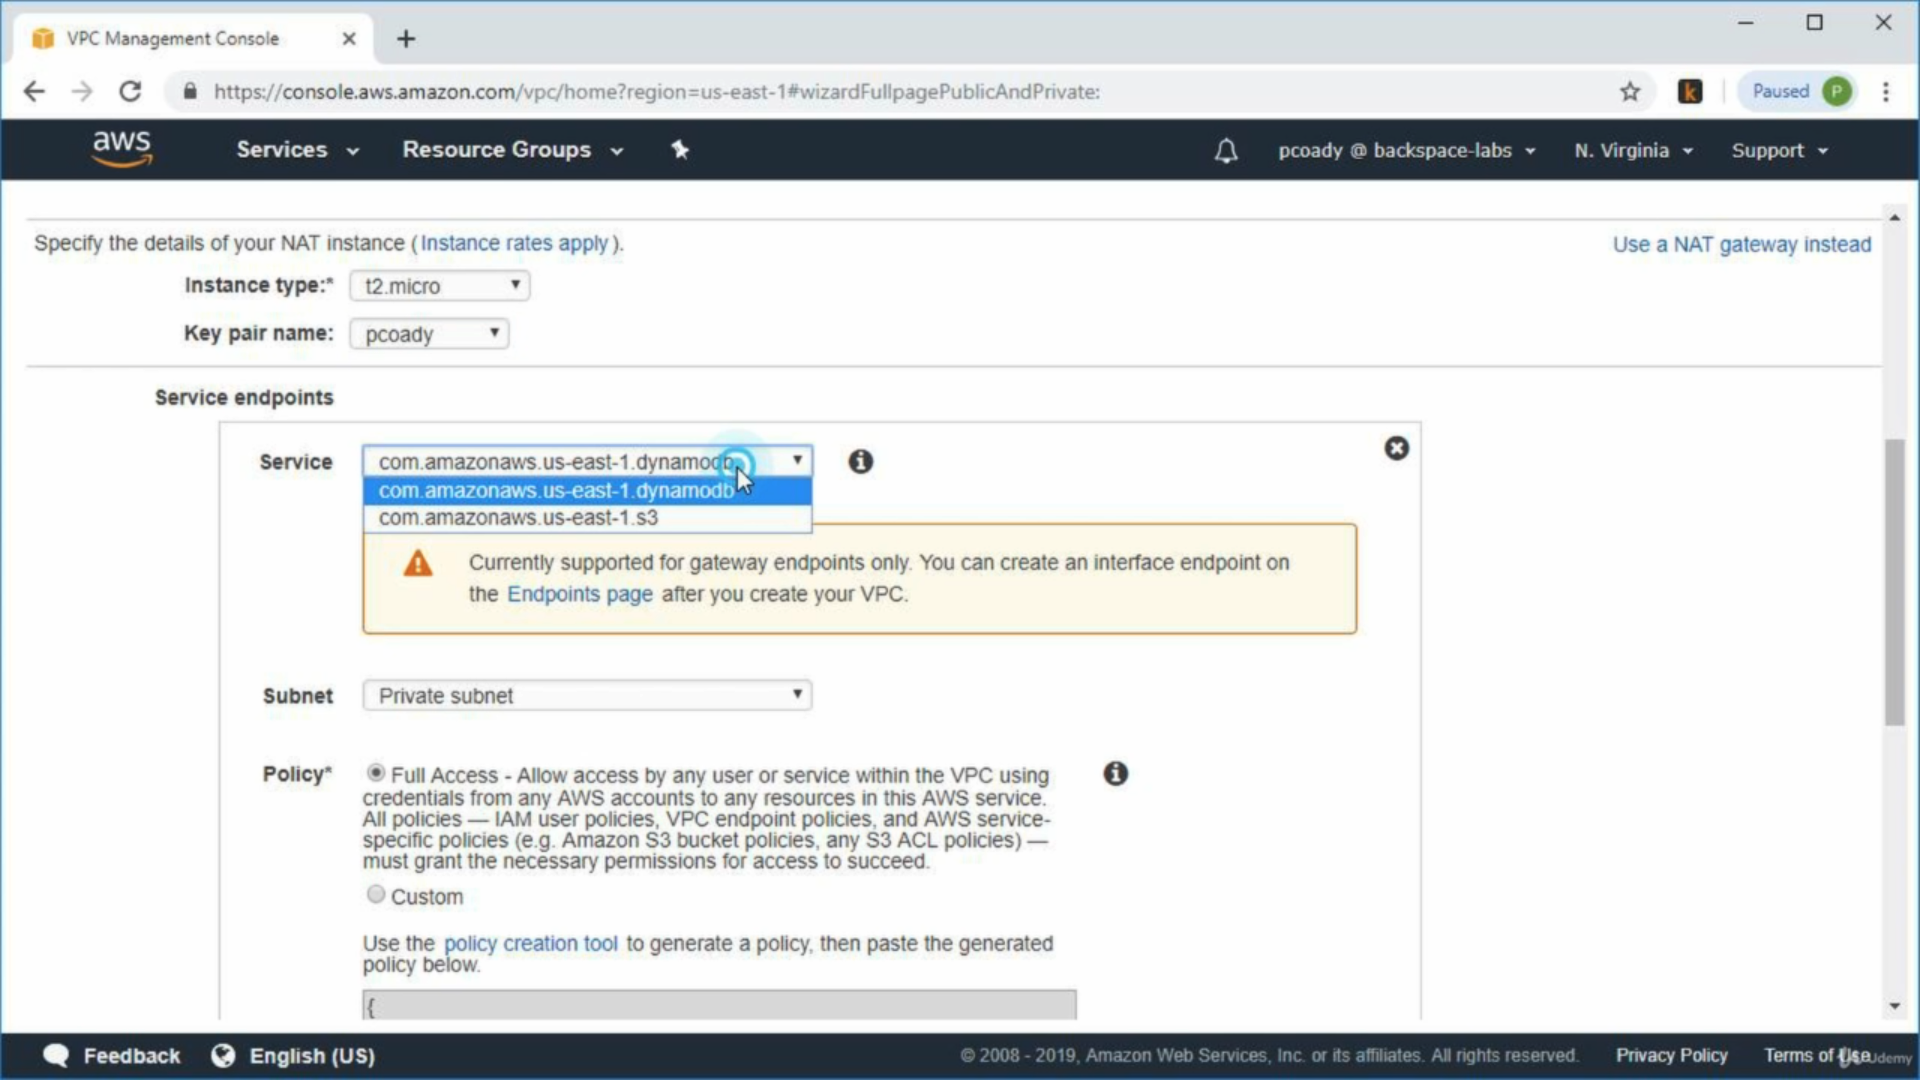 VPC Management Console
https://console.aws.amazon.com/vpc/home?region=us-east-1#wizardFullpagePublicAndPrivate:
k
Paused P
aws
Services
Resource Groups
pcoady @ backspace-labs
N. Virginia
Support
Specify the details of your NAT instance (Instance rates apply).
Use a NAT gateway instead
Instance type:* t2.micro
Key pair name: pcoady
Service endpoints
Service com.amazonaws.us-east-1.dynamodb
com.amazonaws.us-east-1.dynamodb
com.amazonaws.us-east-1.s3
Currently supported for gateway endpoints only. You can create an interface endpoint on
the Endpoints page after you create your VPC.
Subnet Private subnet
Policy* Full Access - Allow access by any user or service within the VPC using
credentials from any AWS accounts to any resources in this AWS service.
All policies — IAM user policies, VPC endpoint policies, and AWS service-
specific policies (e.g. Amazon S3 bucket policies, any S3 ACL policies) —
must grant the necessary permissions for access to succeed.
Custom
Use the policy creation tool to generate a policy, then paste the generated
policy below.
{
Feedback
English (US)
© 2008 - 2019, Amazon Web Services, Inc. or its affiliates. All rights reserved.
Privacy Policy
Terms of Use
Udemy